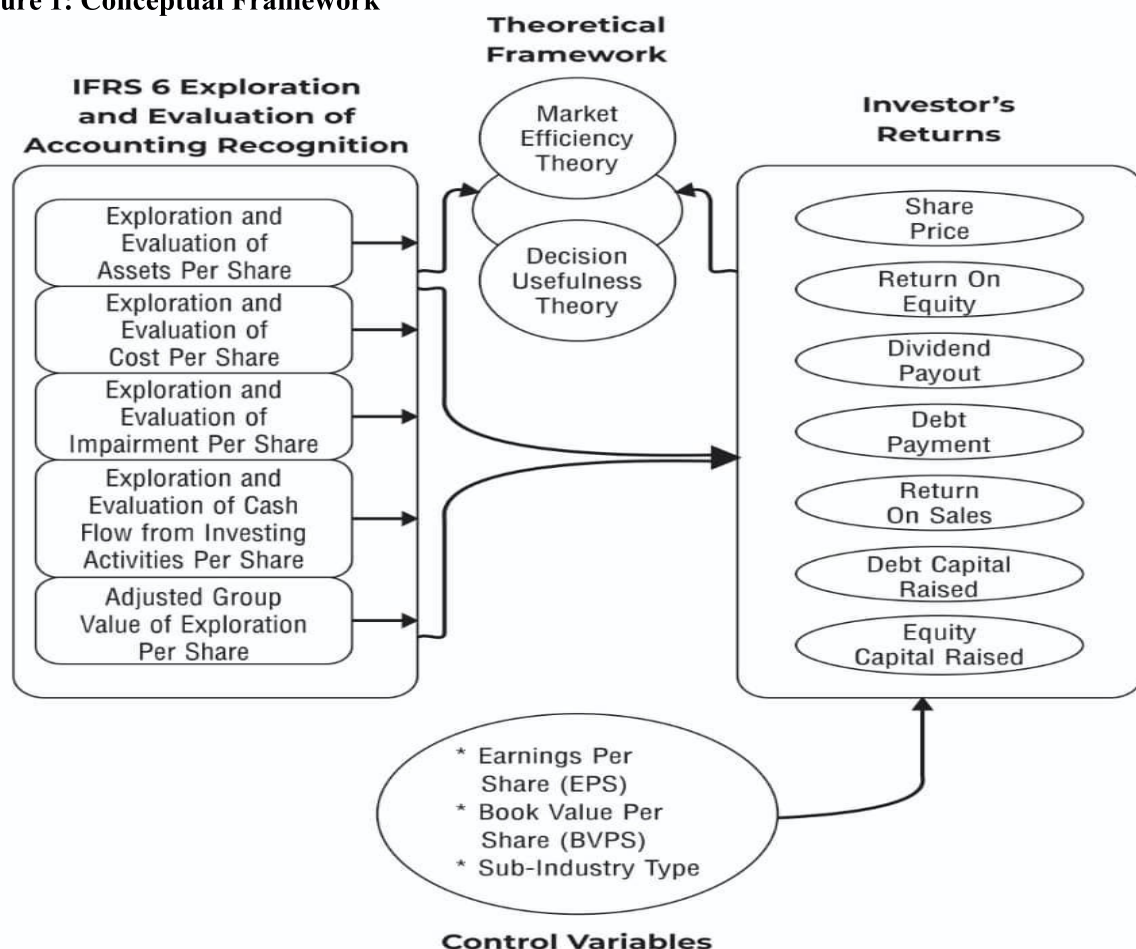 ure 1: Conceptual Framework
Theoretical
Framework
IFRS 6 Exploration
and Evaluation of
Accounting Recognition
Investor's
Returns
Market
Efficiency
Theory
Decision
Usefulness
Theory
Exploration and
Evaluation of
Assets Per Share
Exploration and
Evaluation of
Cost Per Share
Exploration and
Evaluation of
Impairment Per Share
Exploration and
Evaluation of Cash
Flow from Investing
Activities Per Share
Adjusted Group
Value of Exploration
Per Share
Share
Price
Return On
Equity
Dividend
Payout
Debt
Payment
Return
On Sales
Debt Capital
Raised
Equity
Capital Raised
* Earnings Per
Share (EPS)
* Book Value Per
Share (BVPS)
* Sub-Industry Type
Control Variables